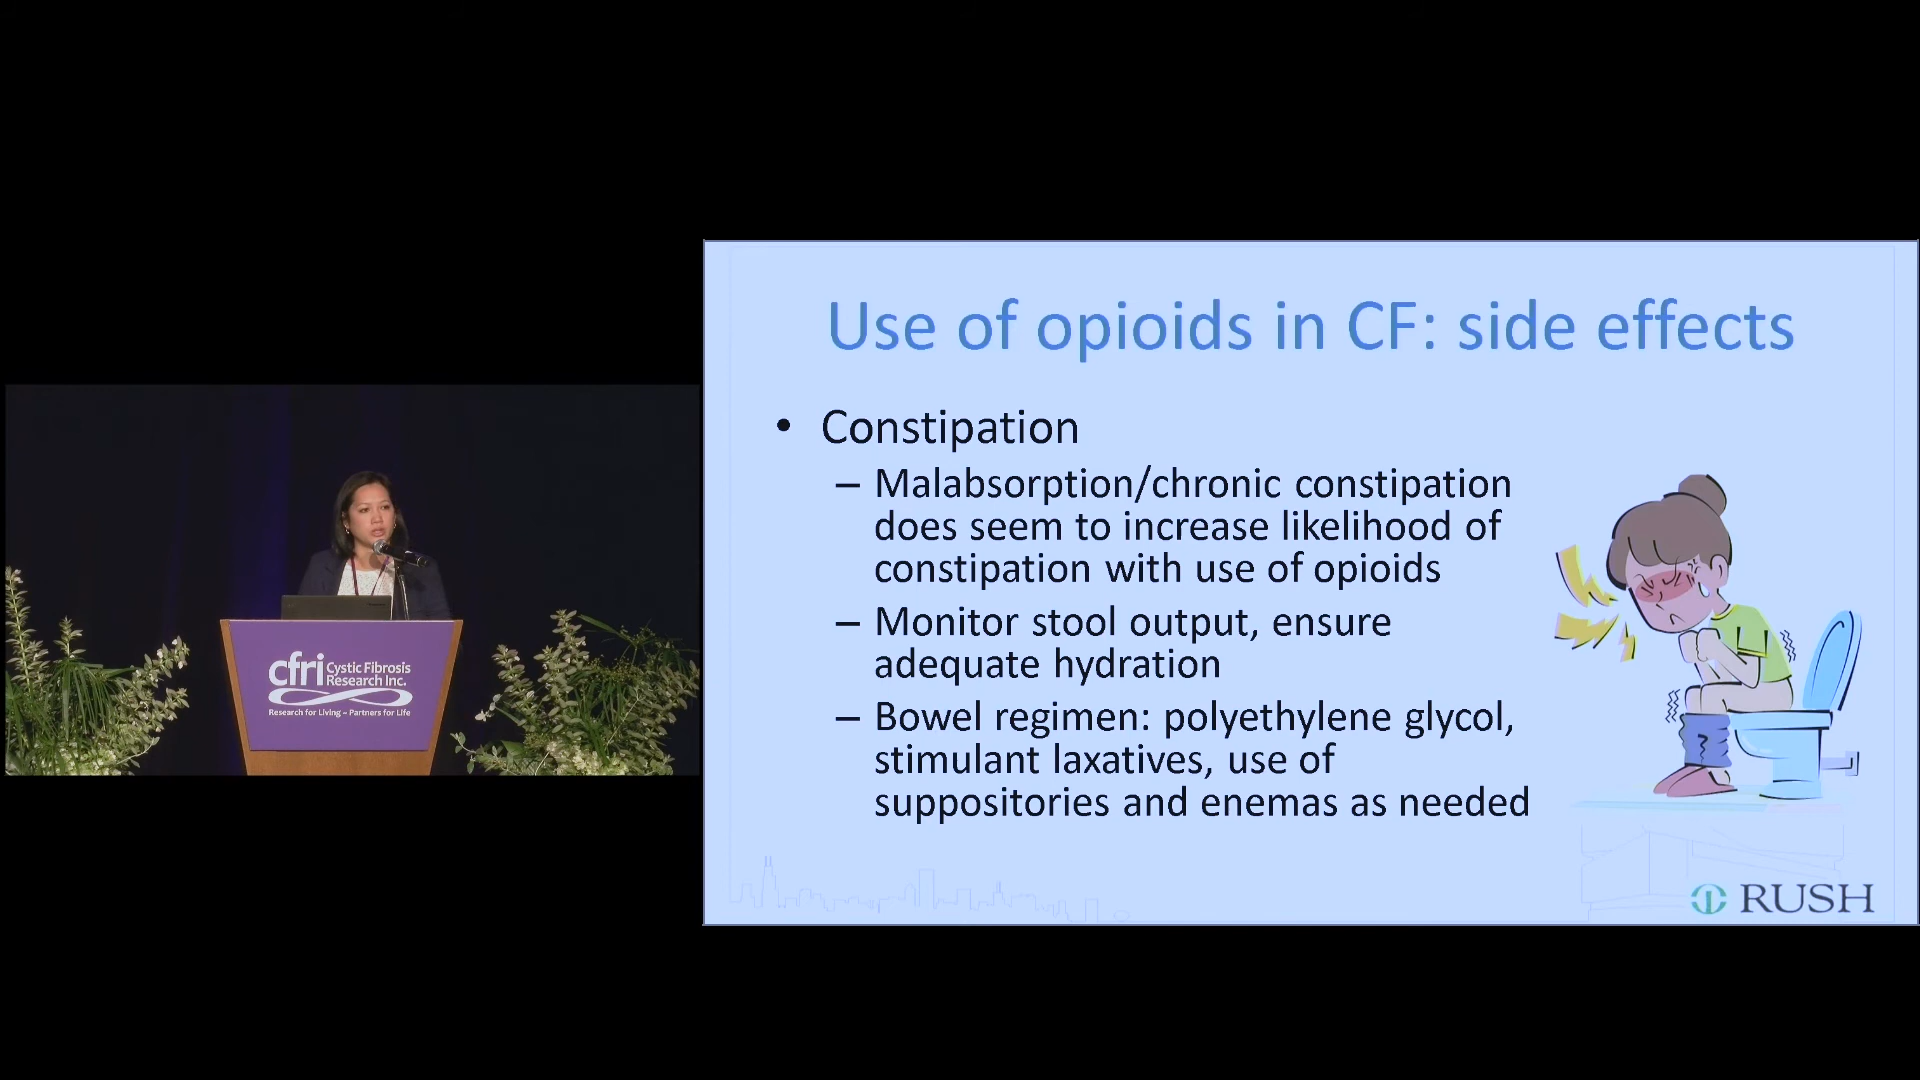 cfri Cystic Fibrosis
Research Inc.
Research for Living – Partners for Life
Use of opioids in CF: side effects
• Constipation
– Malabsorption/chronic constipation
does seem to increase likelihood of
constipation with use of opioids
– Monitor stool output, ensure
adequate hydration
– Bowel regimen: polyethylene glycol,
stimulant laxatives, use of
suppositories and enemas as needed
RUSH